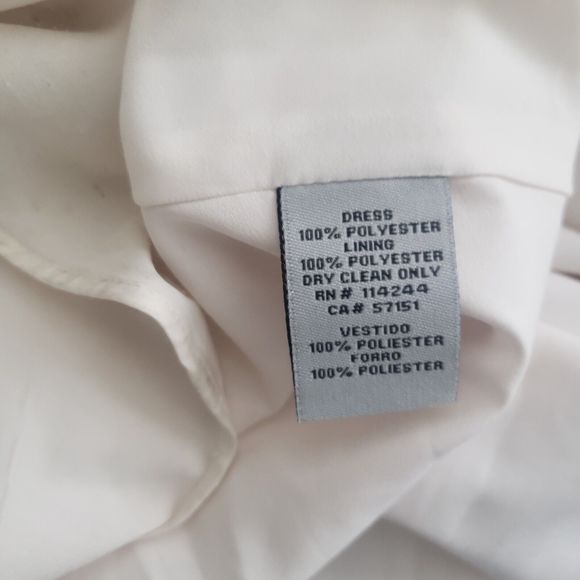 DRESS
100% POLYESTER
LINING
100% POLYESTER
DRY CLEAN ONLY
RN# 114244
CA# 57151
VESTIDO
100% POLIESTER
FORRO
100% POLIESTER